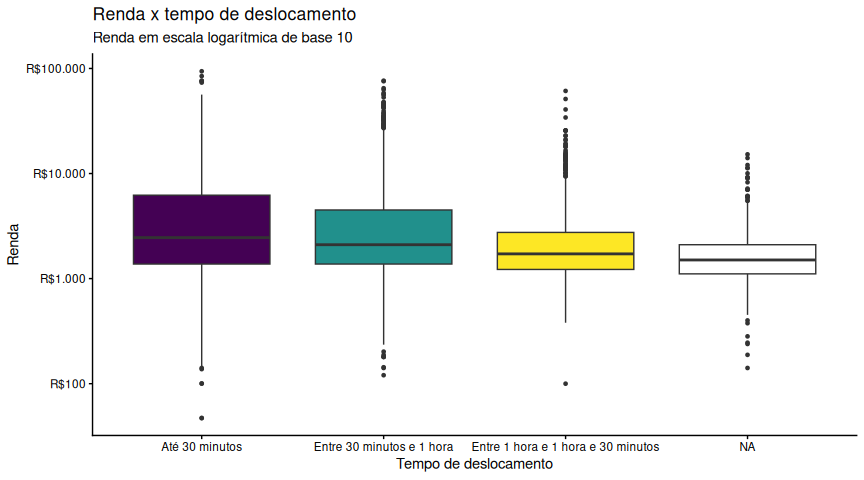 Renda x tempo de deslocamento
Renda em escala logarítmica de base 10
R$100.000
R$10.000
R$1.000
R$100
Renda
Até 30 minutos
Entre 30 minutos e 1 hora
Entre 1 hora e 1 hora e 30 minutos
NA
Tempo de deslocamento